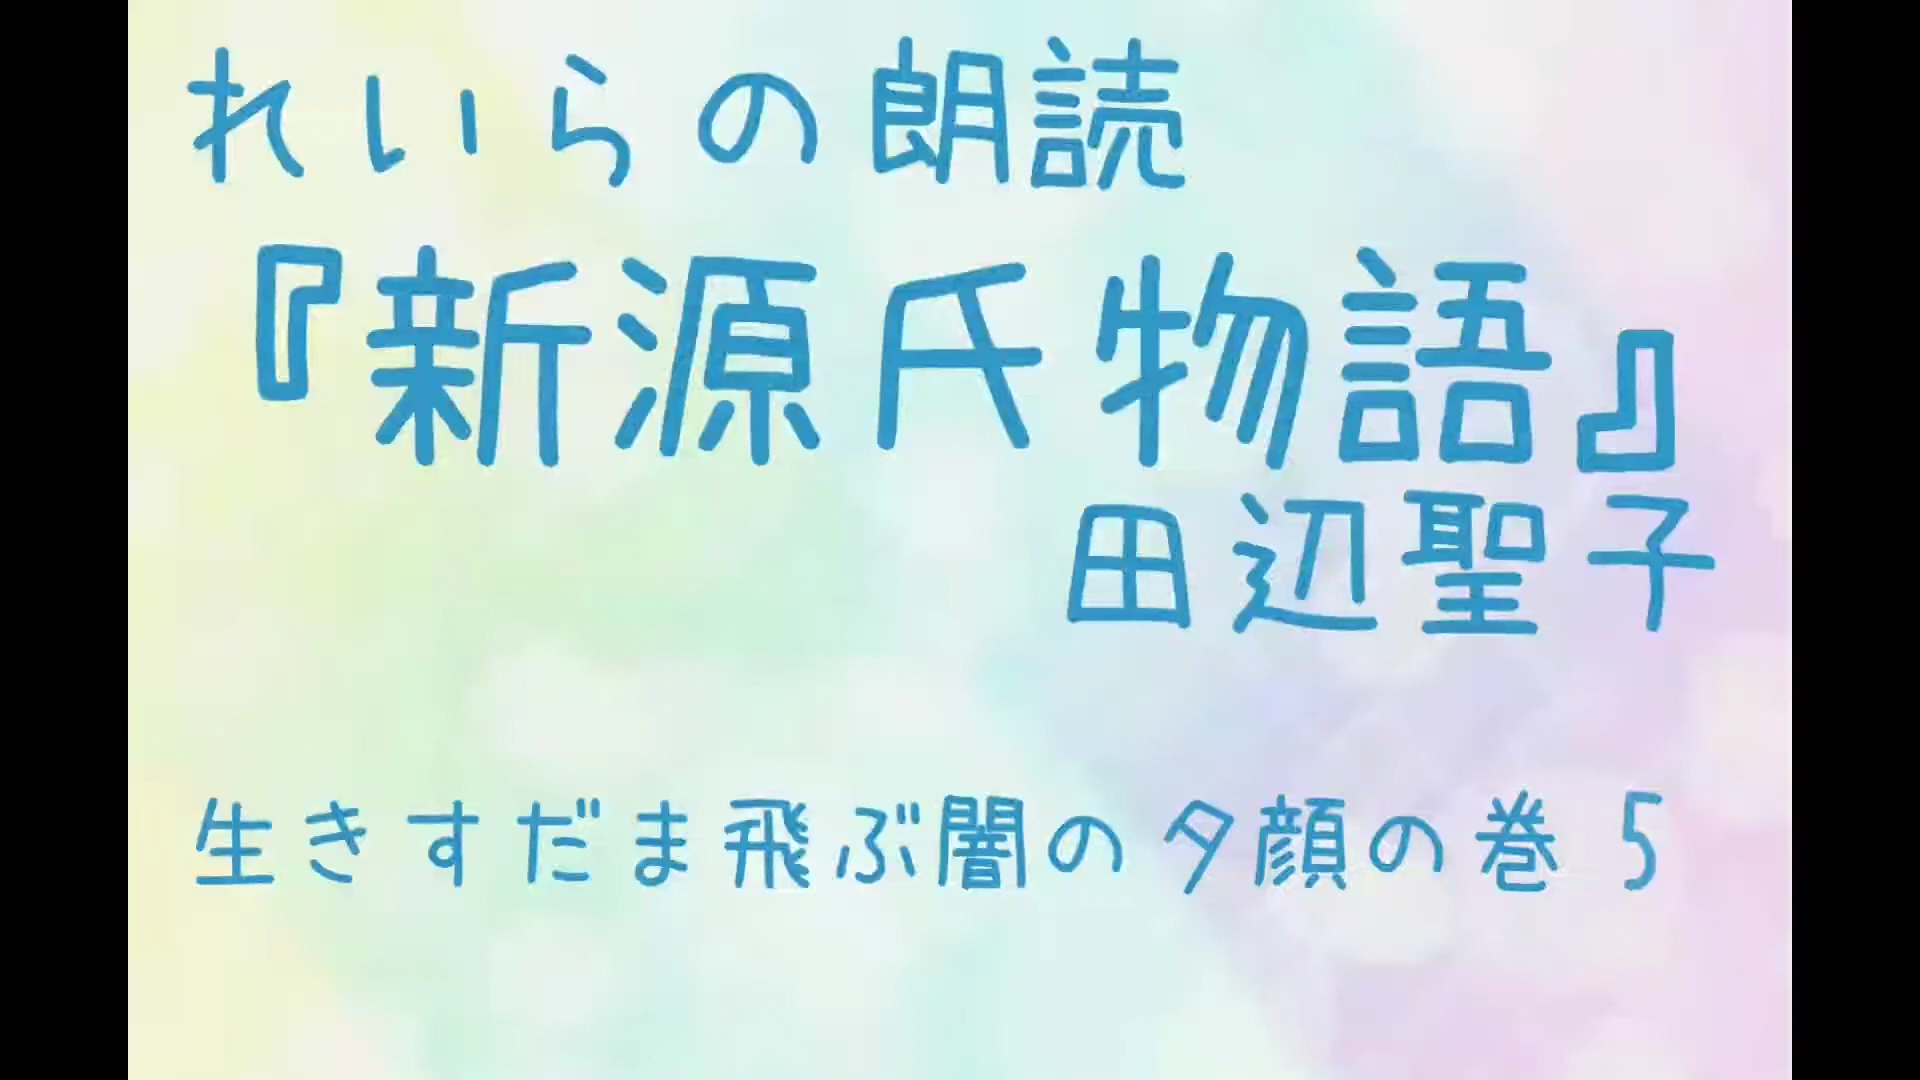 れいらの朗読
『新源氏物語』
田辺聖子
生きすだま飛ぶ闇の夕顔の巻 5